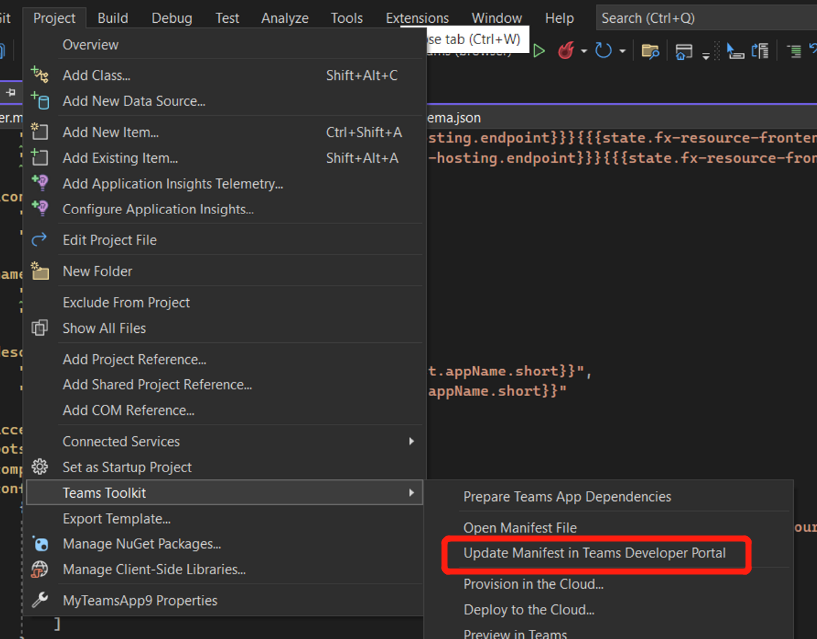 Project Build Debug Test Analyze Tools Extensions Window Help Search (Ctrl+Q)
Overview
(Ctrl+W)
Add Class... Shift+Alt+C
Add New Data Source...
ema.json
Add New Item... Ctrl+Shift+A
sting.endpoint}}}{{{state.fx-resource-fronten
Add Existing Item... Shift+Alt+A
-hosting.endpoint}}}{{{state.fx-resource-fron
Add Application Insights Telemetry...
Configure Application Insights...
Edit Project File
New Folder
Exclude From Project
Show All Files
Add Project Reference...
t.appName.short}}",
Add Shared Project Reference...
appName.short}}"
Add COM Reference...
Connected Services
Set as Startup Project
Teams Toolkit
Prepare Teams App Dependencies
Export Template...
Open Manifest File
Manage NuGet Packages...
Update Manifest in Teams Developer Portal
Manage Client-Side Libraries...
Provision in the Cloud...
MyTeamsApp9 Properties
Deploy to the Cloud...
]
Preview in Teams